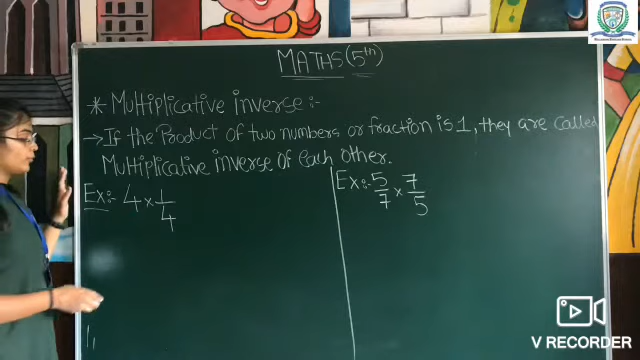 MATHS (5th)
* Multiplicative inverse :-
→ If the Product of two numbers or fraction is 1, they are called
Multiplicative inverse of each other.
Ex:- 4 × 1/4
Ex:- 5/7 × 7/5
V RECORDER